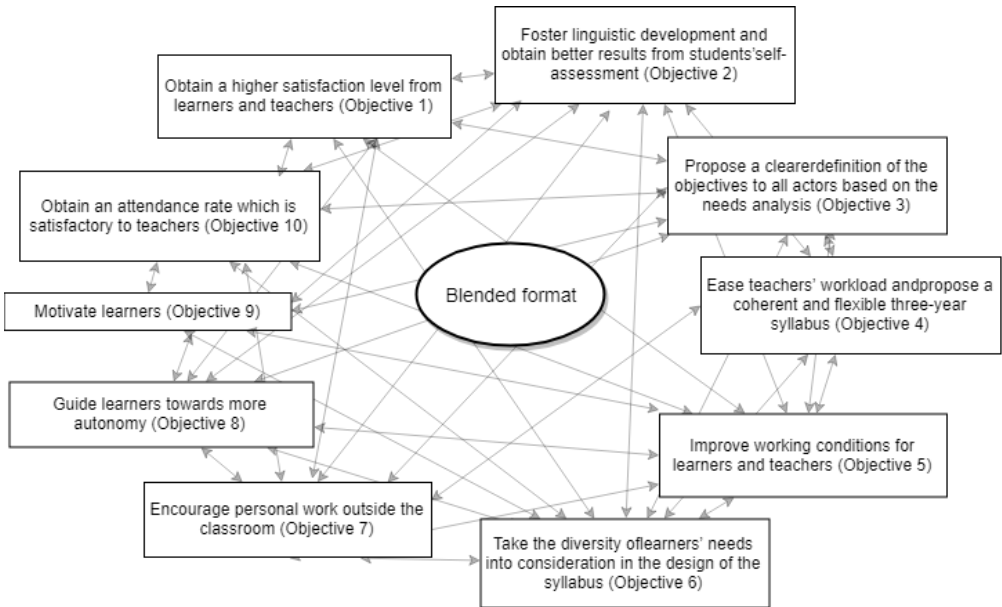 Foster linguistic development and
obtain better results from students'self-
assessment (Objective 2)
Obtain a higher satisfaction level from
learners and teachers (Objective 1)
Propose a clearerdefinition of the
objectives to all actors based on the
needs analysis (Objective 3)
Obtain an attendance rate which is
satisfactory to teachers (Objective 10)
Blended format
Ease teachers' workload andpropose a
coherent and flexible three-year
syllabus (Objective 4)
Motivate learners (Objective 9)
Guide learners towards more
autonomy (Objective 8)
Improve working conditions for
learners and teachers (Objective 5)
Encourage personal work outside the
classroom (Objective 7)
Take the diversity oflearners' needs
into consideration in the design of the
syllabus (Objective 6)